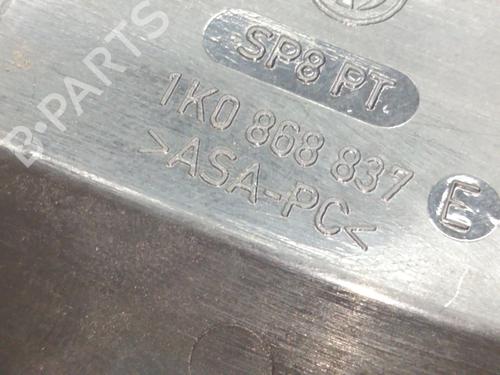 SP8 PT
1K0 868 837
E
>ASA-PC<
B-PARTS